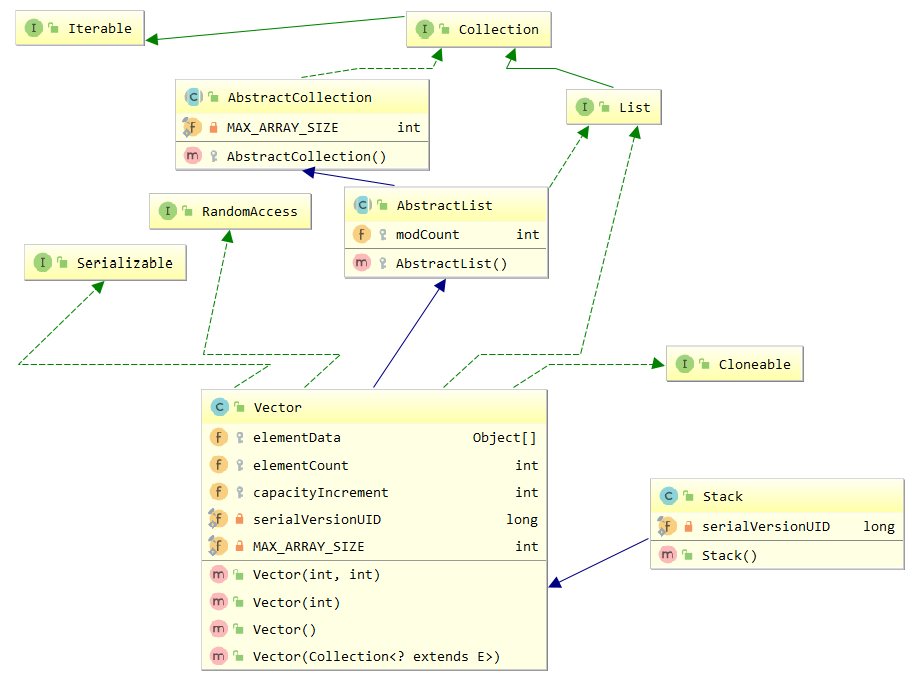 I Iterable
I Collection
C AbstractCollection
f MAX_ARRAY_SIZE int
m AbstractCollection()
I List
I RandomAccess
C AbstractList
f modCount int
m AbstractList()
I Serializable
I Cloneable
C Vector
f elementData Object[]
f elementCount int
f capacityIncrement int
f serialVersionUID long
f MAX_ARRAY_SIZE int
m Vector(int, int)
m Vector(int)
m Vector()
m Vector(Collection<? extends E>)
C Stack
f serialVersionUID long
m Stack()